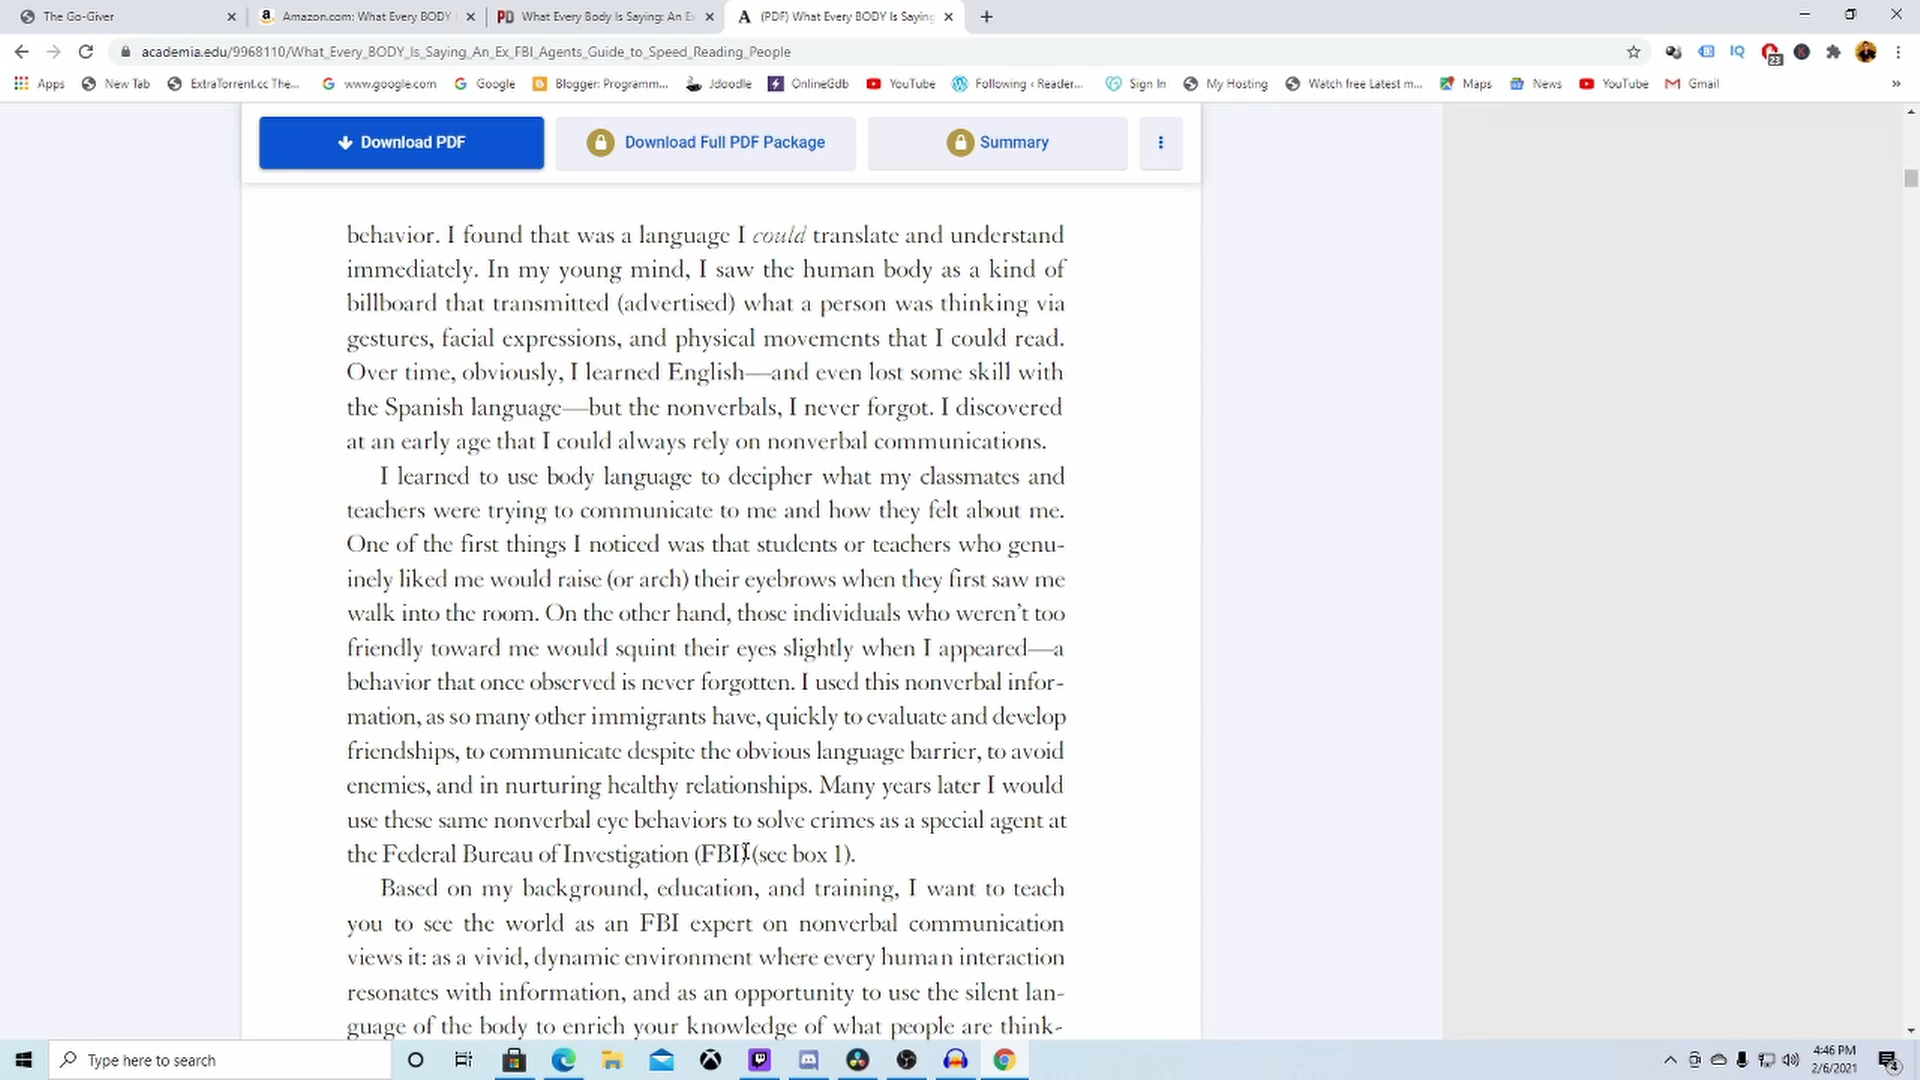 The Go-Giver
Amazon.com: What Every BODY
What Every Body Is Saying: An Ex
(PDF) What Every BODY Is Saying
academia.edu/9968110/What_Every_BODY_Is_Saying_An_Ex_FBI_Agents_Guide_to_Speed_Reading_People
IQ
23
Apps
New Tab
ExtraTorrent.cc The...
www.google.com
Google
Blogger: Programm...
Jdoodle
OnlineGdb
YouTube
Following ‹ Reader...
Sign In
My Hosting
Watch free Latest m...
Maps
News
YouTube
Gmail
»
Download PDF
Download Full PDF Package
Summary
behavior. I found that was a language I could translate and understand
immediately. In my young mind, I saw the human body as a kind of
billboard that transmitted (advertised) what a person was thinking via
gestures, facial expressions, and physical movements that I could read.
Over time, obviously, I learned English—and even lost some skill with
the Spanish language—but the nonverbals, I never forgot. I discovered
at an early age that I could always rely on nonverbal communications.
I learned to use body language to decipher what my classmates and
teachers were trying to communicate to me and how they felt about me.
One of the first things I noticed was that students or teachers who genu-
inely liked me would raise (or arch) their eyebrows when they first saw me
walk into the room. On the other hand, those individuals who weren't too
friendly toward me would squint their eyes slightly when I appeared—a
behavior that once observed is never forgotten. I used this nonverbal infor-
mation, as so many other immigrants have, quickly to evaluate and develop
friendships, to communicate despite the obvious language barrier, to avoid
enemies, and in nurturing healthy relationships. Many years later I would
use these same nonverbal eye behaviors to solve crimes as a special agent at
the Federal Bureau of Investigation (FBI) (see box 1).
Based on my background, education, and training, I want to teach
you to see the world as an FBI expert on nonverbal communication
views it: as a vivid, dynamic environment where every human interaction
resonates with information, and as an opportunity to use the silent lan-
guage of the body to enrich your knowledge of what people are think-
Type here to search
4:46 PM
2/6/2021
4